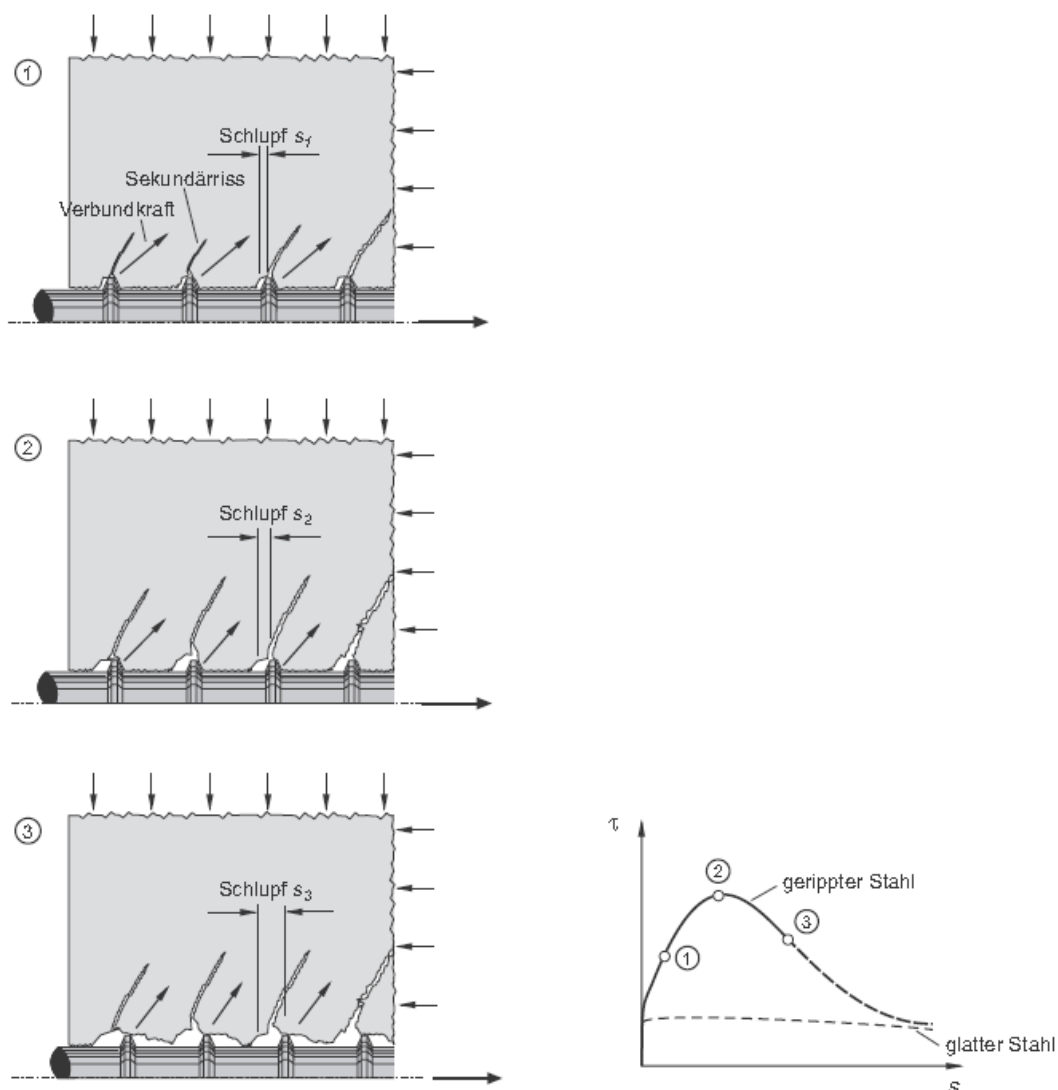 ①
Schlupf s₁
Sekundärriss
Verbundkraft
②
Schlupf s₂
③
Schlupf s₃
τ
②
gerippter Stahl
③
①
glatter Stahl
s